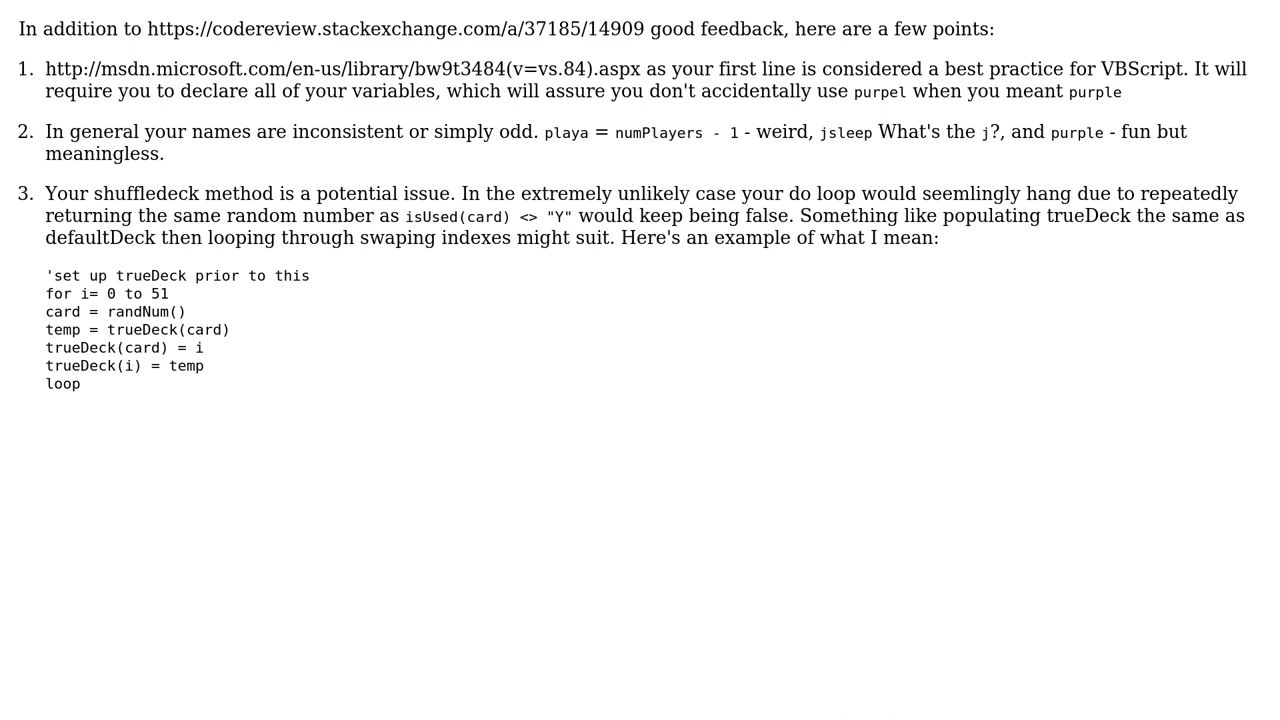 In addition to https://codereview.stackexchange.com/a/37185/14909 good feedback, here are a few points:
1. http://msdn.microsoft.com/en-us/library/bw9t3484(v=vs.84).aspx as your first line is considered a best practice for VBScript. It will
require you to declare all of your variables, which will assure you don't accidentally use purpel when you meant purple
2. In general your names are inconsistent or simply odd. playa = numPlayers - 1 - weird, jsleep What's the j?, and purple - fun but
meaningless.
3. Your shuffledeck method is a potential issue. In the extremely unlikely case your do loop would seemlingly hang due to repeatedly
returning the same random number as isUsed(card) <> "Y" would keep being false. Something like populating trueDeck the same as
defaultDeck then looping through swaping indexes might suit. Here's an example of what I mean:
'set up trueDeck prior to this
for i= 0 to 51
card = randNum()
temp = trueDeck(card)
trueDeck(card) = i
trueDeck(i) = temp
loop